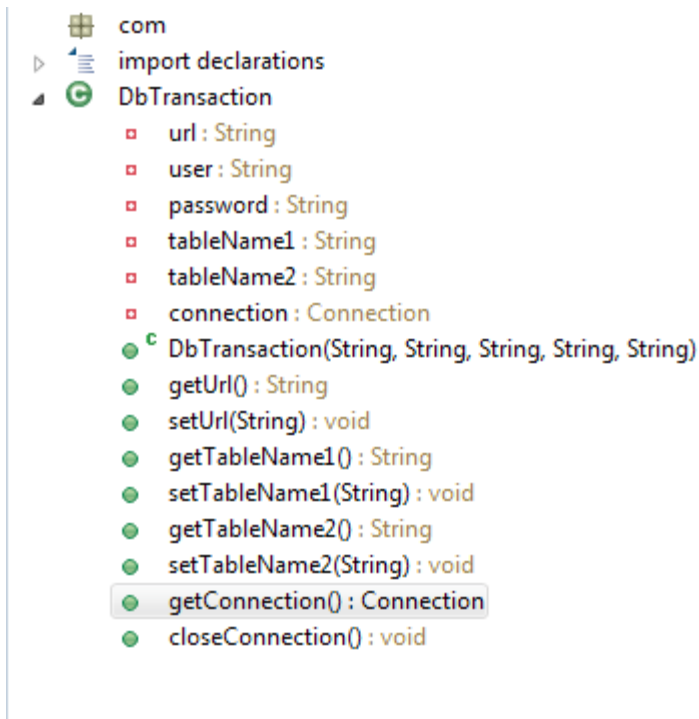 com
import declarations
DbTransaction
url : String
user : String
password : String
tableName1 : String
tableName2 : String
connection : Connection
DbTransaction(String, String, String, String, String)
getUrl() : String
setUrl(String) : void
getTableName1() : String
setTableName1(String) : void
getTableName2() : String
setTableName2(String) : void
getConnection() : Connection
closeConnection() : void